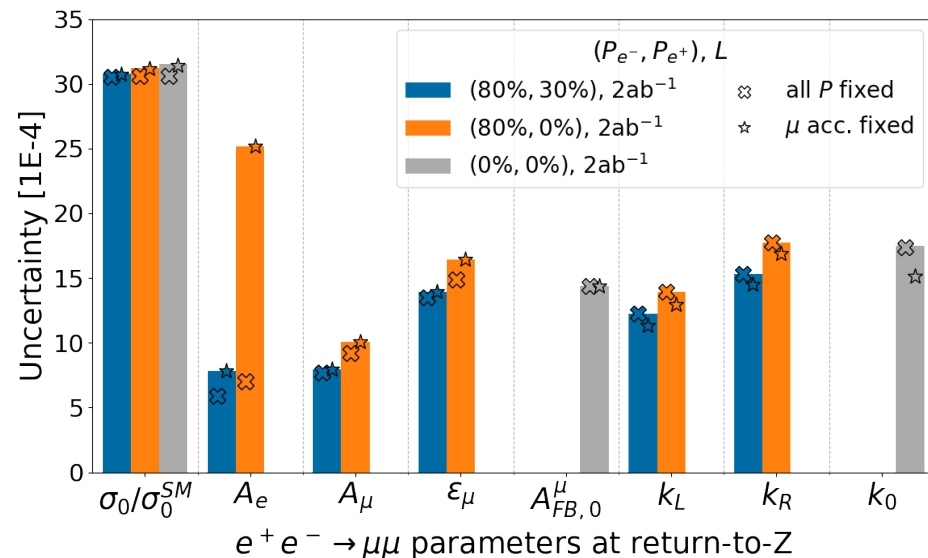 35
30
25
20
15
10
5
0
Uncertainty [1E-4]
(P_{e^-}, P_{e^+}), L
(80%, 30%), 2ab^{-1}
(80%, 0%), 2ab^{-1}
(0%, 0%), 2ab^{-1}
all P fixed
μ acc. fixed
σ_0/σ_0^{SM} A_e A_μ ε_μ A_{FB, 0}^μ k_L k_R k_0
e^+e^- → μμ parameters at return-to-Z